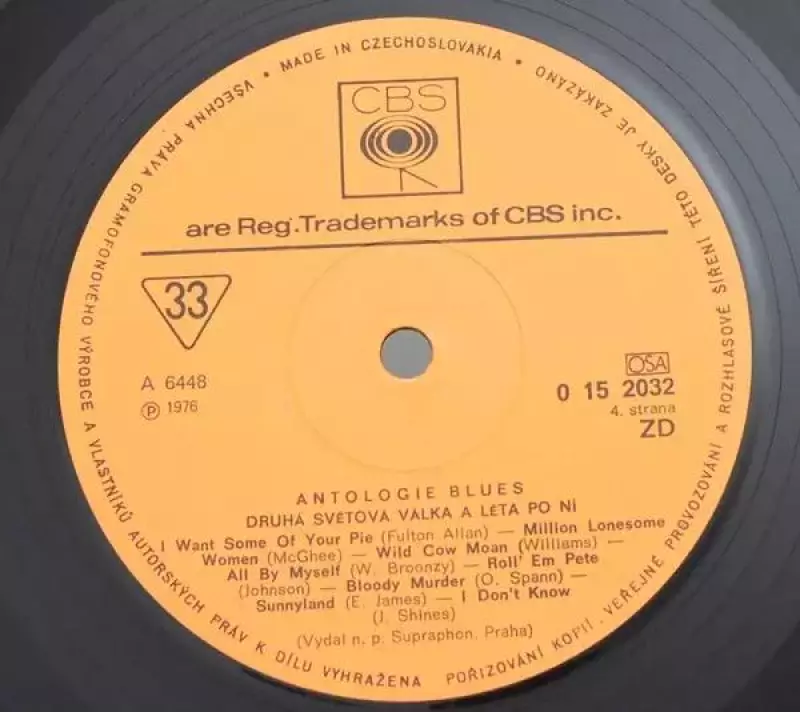 • MADE IN CZECHOSLOVAKIA •
VŠECHNA PRÁVA GRAMOFONOVÉHO VÝROBCE A VLASTNÍKŮ AUTORSKÝCH PRÁV K DÍLU VYHRAŽENA . POŘIZOVÁNÍ KOPIÍ, VEŘEJNÉ PROVOZOVÁNÍ A ROZHLASOVÉ ŠÍŘENÍ TÉTO DESKY JE ZAKÁZÁNO
CBS
are Reg.Trademarks of CBS inc.
33
A 6448
Ⓟ 1976
OSA
0 15 2032
4. strana
ZD
ANTOLOGIE BLUES
DRUHÁ SVĚTOVÁ VÁLKA A LÉTA PO NÍ
I Want Some Of Your Pie (Fulton Allan) — Million Lonesome
Women (McGhee) — Wild Cow Moan (Williams) —
All By Myself (W. Broonzy) — Roll' Em Pete
(Johnson) — Bloody Murder (O. Spann) —
Sunnyland (E. James) — I Don't Know
(J. Shines)
(Vydal n. p. Supraphon, Praha)